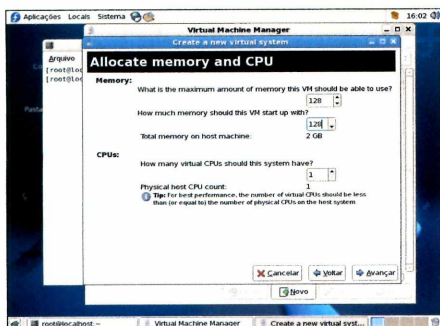 Aplicações Locais Sistema
16:02
Virtual Machine Manager
Create a new virtual system
Arquivo
[root@loc
[root@loc
Allocate memory and CPU
Memory:
What is the maximum amount of memory this VM should be able to use?
128
How much memory should this VM start up with?
128
Total memory on host machine: 2 GB
CPUs:
How many virtual CPUs should this system have?
1
Physical host CPU count: 1
Tip: For best performance, the number of virtual CPUs should be less
than (or equal to) the number of physical CPUs on the host system
Cancelar Voltar Avançar
Novo
root@localhost:~ Virtual Machine Manager Create a new virtual syst...